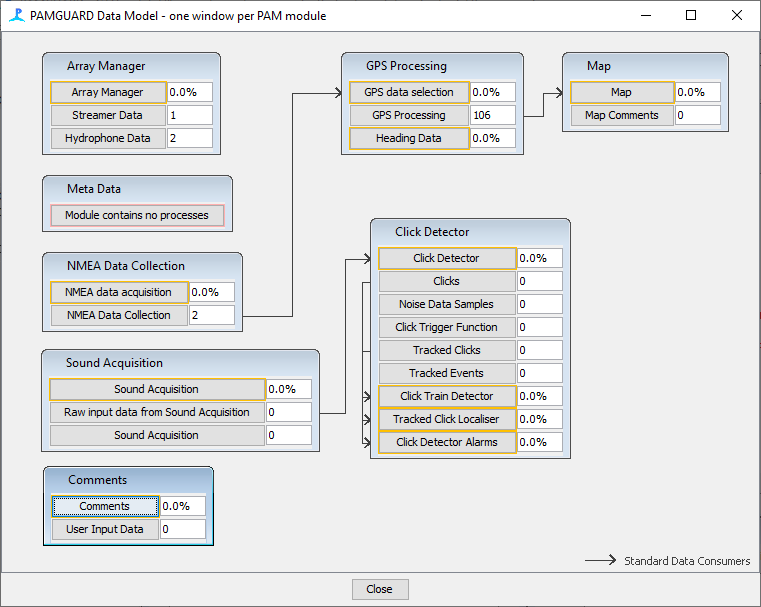 PAMGUARD Data Model - one window per PAM module
Array Manager
Array Manager 0.0%
Streamer Data 1
Hydrophone Data 2
GPS Processing
GPS data selection 0.0%
GPS Processing 106
Heading Data 0.0%
Map
Map 0.0%
Map Comments 0
Meta Data
Module contains no processes
NMEA Data Collection
NMEA data acquisition 0.0%
NMEA Data Collection 2
Click Detector
Click Detector 0.0%
Clicks 0
Noise Data Samples 0
Click Trigger Function 0
Tracked Clicks 0
Tracked Events 0
Click Train Detector 0.0%
Tracked Click Localiser 0.0%
Click Detector Alarms 0.0%
Sound Acquisition
Sound Acquisition 0.0%
Raw input data from Sound Acquisition 0
Sound Acquisition 0
Comments
Comments 0.0%
User Input Data 0
Standard Data Consumers
Close